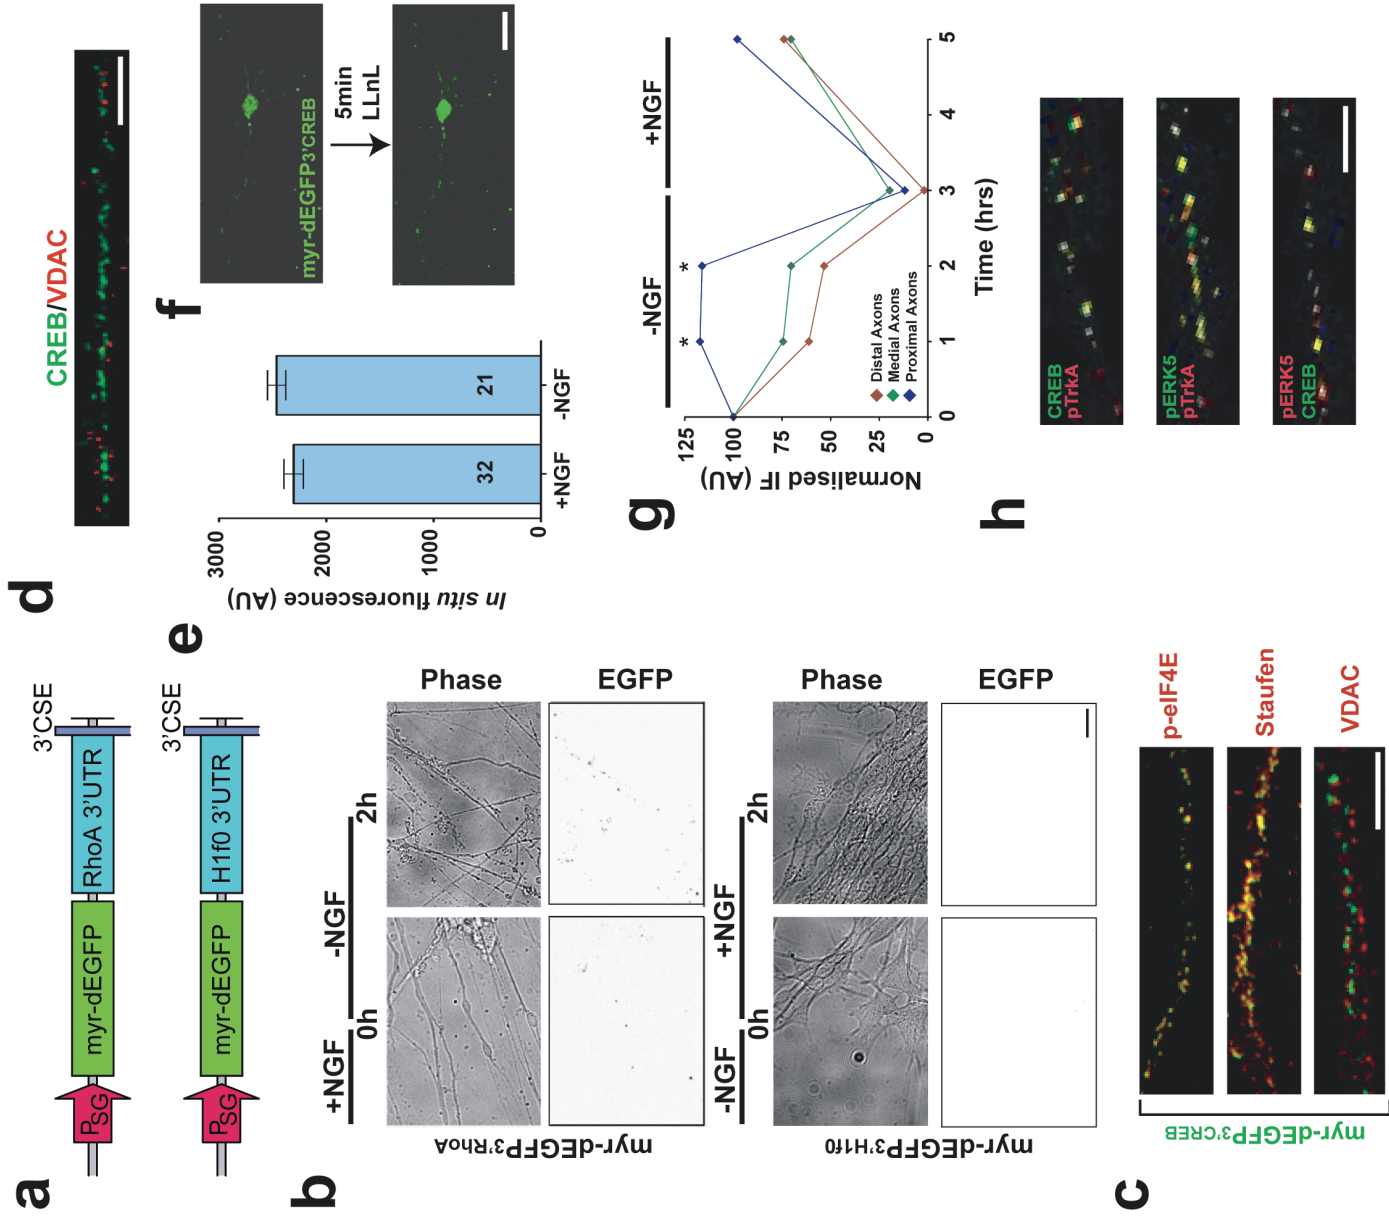 a
PSG
myr-dEGFP
RhoA 3'UTR
3'CSE
PSG
myr-dEGFP
H1f0 3'UTR
3'CSE
b
+NGF
-NGF
0h
2h
Phase
EGFP
myr-dEGFP3'RhoA
-NGF
+NGF
0h
2h
Phase
EGFP
myr-dEGFP3'H1f0
c
myr-dEGFP3'CREB
p-eIF4E
Staufen
VDAC
d
CREB/VDAC
e
In situ fluorescence (AU)
3000
2000
1000
0
32
21
+NGF
-NGF
f
myr-dEGFP3'CREB
5min
LLnL
g
-NGF
+NGF
Normalised IF (AU)
125
100
75
50
25
0
* *
Distal Axons
Medial Axons
Proximal Axons
0 1 2 3 4 5
Time (hrs)
h
CREB
pTrkA
pERK5
pTrkA
pERK5
CREB